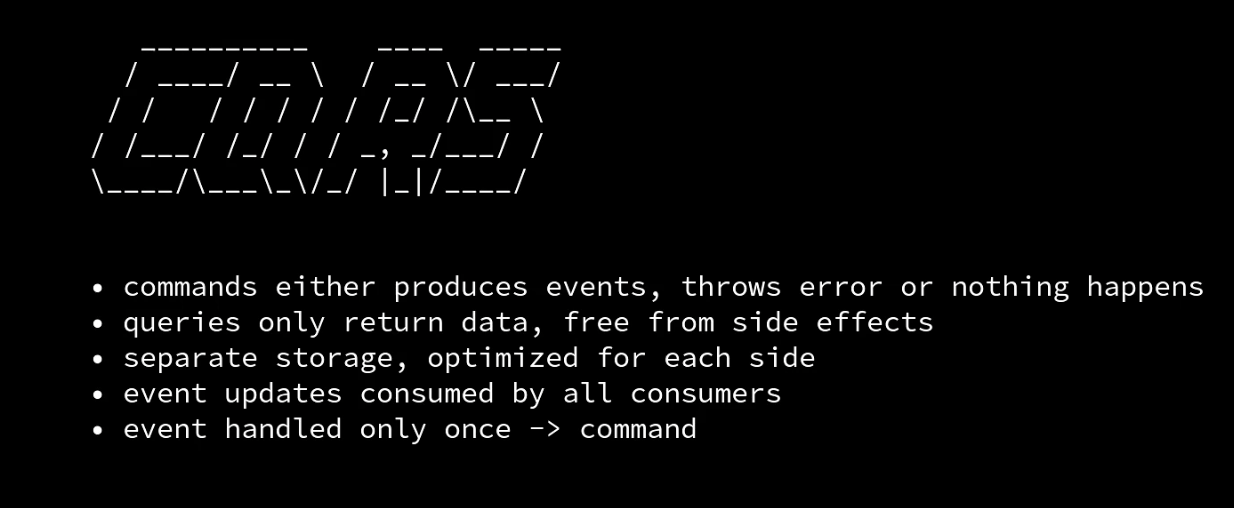 CQRS
• commands either produces events, throws error or nothing happens
• queries only return data, free from side effects
• separate storage, optimized for each side
• event updates consumed by all consumers
• event handled only once -> command